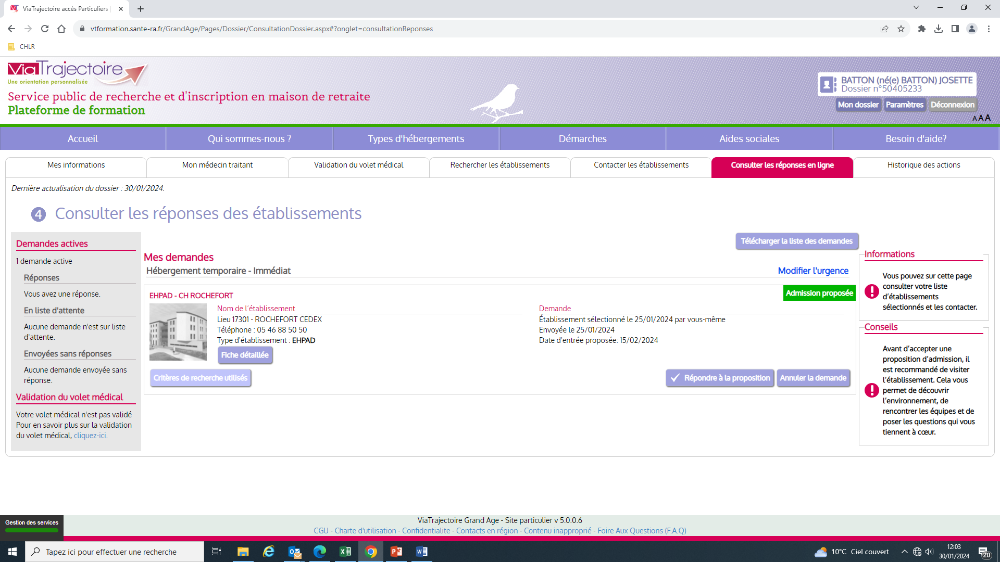 ViaTrajectoire accès Particuliers |
vtformation.sante-ra.fr/GrandAge/Pages/Dossier/ConsultationDossier.aspx#?onglet=consultationReponses
CHLR
ViaTrajectoire
Une orientation personnalisée
Service public de recherche et d'inscription en maison de retraite
Plateforme de formation
BATTON (né(e) BATTON) JOSETTE
Dossier n°50405233
Mon dossier Paramètres Déconnexion
A A A
Accueil Qui sommes-nous ? Types d'hébergements Démarches Aides sociales Besoin d'aide?
Mes informations Mon médecin traitant Validation du volet médical Rechercher les établissements Contacter les établissements Consulter les réponses en ligne Historique des actions
Dernière actualisation du dossier : 30/01/2024.
4 Consulter les réponses des établissements
Demandes actives
1 demande active
Réponses
Vous avez une réponse.
En liste d'attente
Aucune demande n'est sur liste
d'attente.
Envoyées sans réponses
Aucune demande envoyée sans
réponse.
Validation du volet médical
Votre volet médical n'est pas validé
Pour en savoir plus sur la validation
du volet médical, cliquez-ici.
Télécharger la liste des demandes
Mes demandes
Hébergement temporaire - Immédiat Modifier l'urgence
EHPAD - CH ROCHEFORT Admission proposée
Nom de l’établissement
Lieu 17301 - ROCHEFORT CEDEX
Téléphone : 05 46 88 50 50
Type d'établissement : EHPAD
Fiche détaillée
Demande
Établissement sélectionné le 25/01/2024 par vous-même
Envoyée le 25/01/2024
Date d'entrée proposée: 15/02/2024
Critères de recherche utilisés Répondre à la proposition Annuler la demande
Informations
Vous pouvez sur cette page
consulter votre liste
d’établissements
sélectionnés et les contacter.
Conseils
Avant d’accepter une
proposition d’admission, il
est recommandé de visiter
l’établissement. Cela vous
permet de découvrir
l’environnement, de
rencontrer les équipes et de
poser les questions qui vous
tiennent à cœur.
Gestion des services
ViaTrajectoire Grand Age - Site particulier v 5.0.0.6
CGU - Charte d'utilisation - Confidentialite - Contacts en région - Contenu inapproprié - Foire Aux Questions (F.A.Q)
Tapez ici pour effectuer une recherche
10°C Ciel couvert
12:03
30/01/2024
20